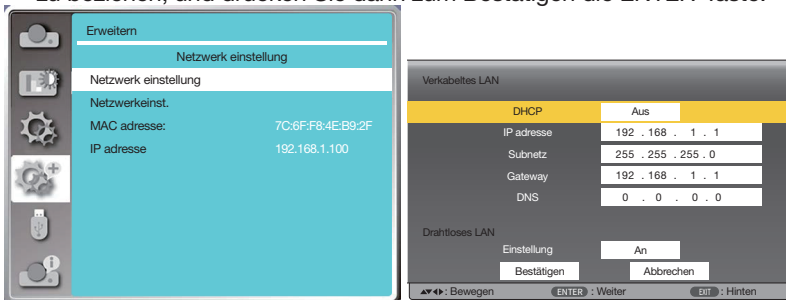 zu beziehen, und drücken Sie dann zum Bestätigen die ENTER-Taste.
Erweitern
Netzwerk einstellung
Netzwerk einstellung
Netzwerkeinst.
MAC adresse: 7C:6F:F8:4E:B9:2F
IP adresse 192.168.1.100
Verkabeltes LAN
DHCP Aus
IP adresse 192 . 168 . 1 . 1
Subnetz 255 . 255 . 255 . 0
Gateway 192 . 168 . 1 . 1
DNS 0 . 0 . 0 . 0
Drahtloses LAN
Einstellung An
Bestätigen Abbrechen
▲▼◀▶: Bewegen ENTER : Weiter EXIT : Hinten